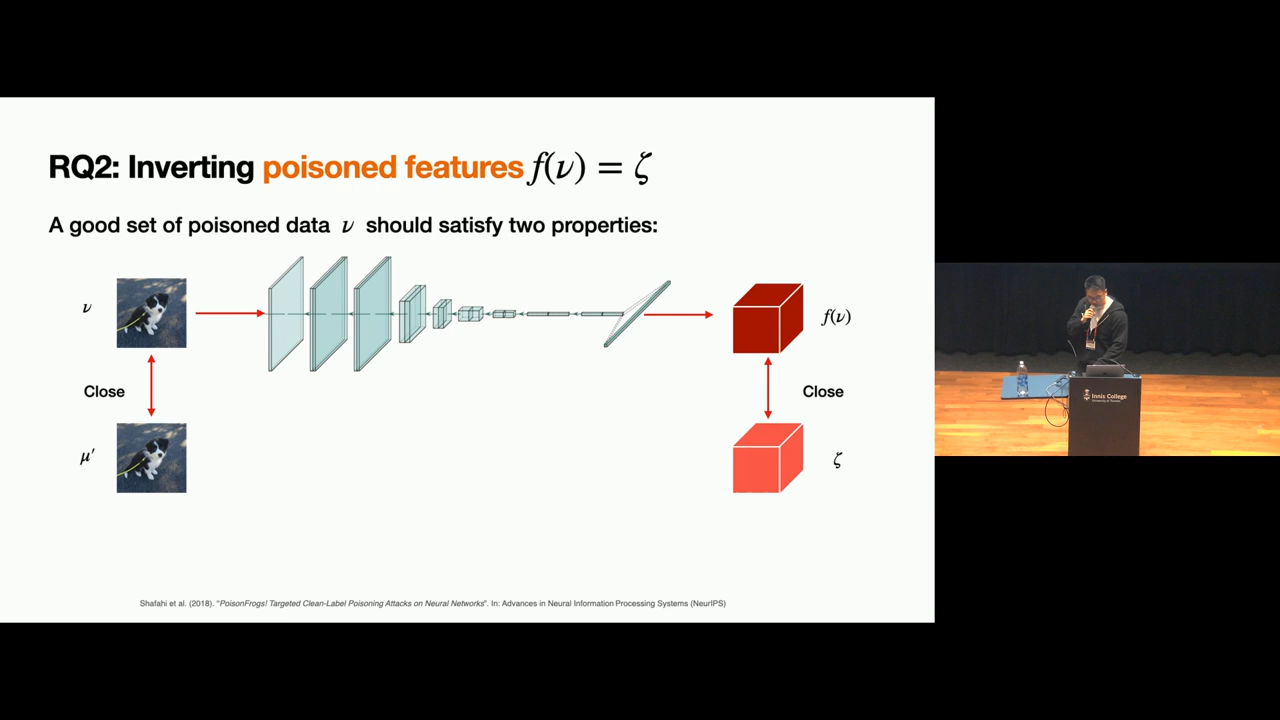 RQ2: Inverting poisoned features f(ν) = ζ
A good set of poisoned data ν should satisfy two properties:
ν
f(ν)
Close
Close
μ′
ζ
Shafahi et al. (2018). "PoisonFrogs! Targeted Clean-Label Poisoning Attacks on Neural Networks". In: Advances in Neural Information Processing Systems (NeurIPS)
Innis College